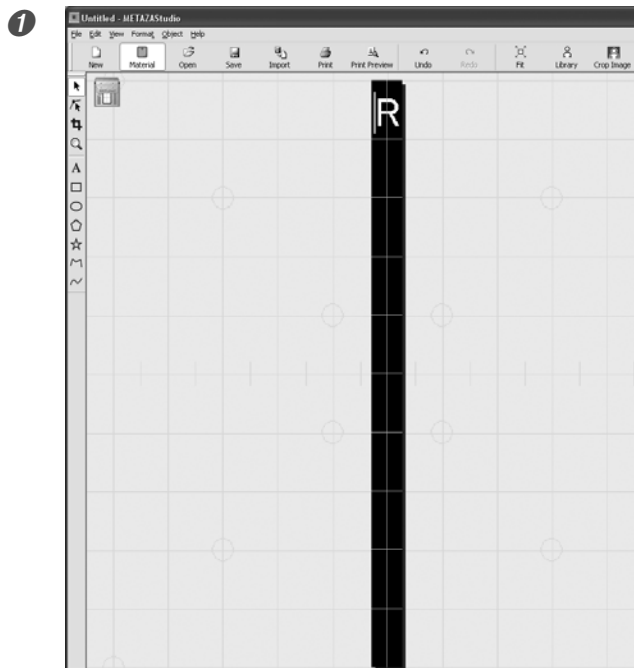 1
Untitled - METAZAStudio
File Edit View Format Object Help
New Material Open Save Import Print Print Preview Undo Redo Fit Library Crop Image
A
R